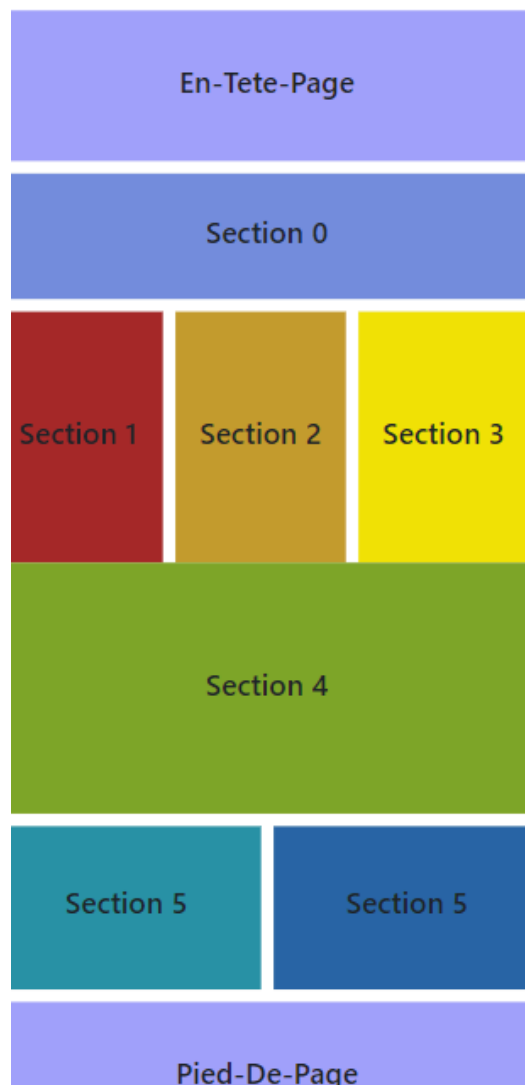 En-Tete-Page
Section 0
Section 1
Section 2
Section 3
Section 4
Section 5
Section 5
Pied-De-Page